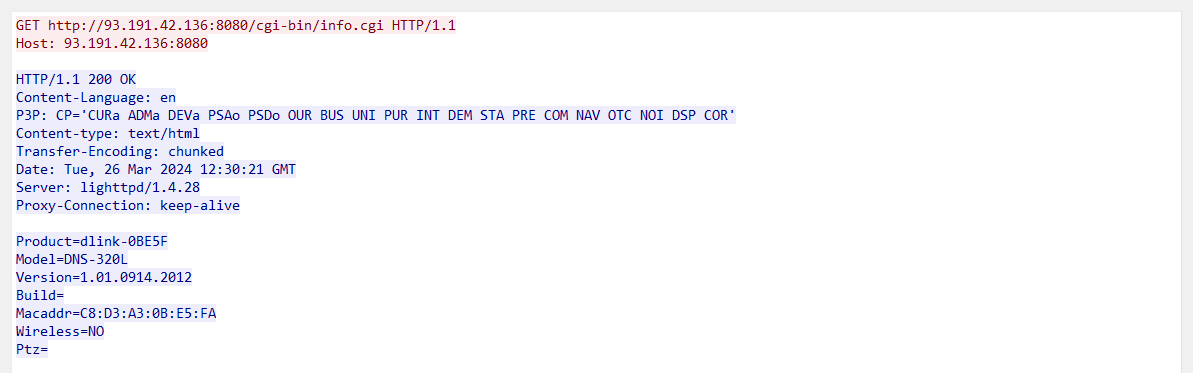 GET http://93.191.42.136:8080/cgi-bin/info.cgi HTTP/1.1
Host: 93.191.42.136:8080
HTTP/1.1 200 OK
Content-Language: en
P3P: CP='CURa ADMa DEVa PSAo PSDo OUR BUS UNI PUR INT DEM STA PRE COM NAV OTC NOI DSP COR'
Content-type: text/html
Transfer-Encoding: chunked
Date: Tue, 26 Mar 2024 12:30:21 GMT
Server: lighttpd/1.4.28
Proxy-Connection: keep-alive
Product=dlink-0BE5F
Model=DNS-320L
Version=1.01.0914.2012
Build=
Macaddr=C8:D3:A3:0B:E5:FA
Wireless=NO
Ptz=